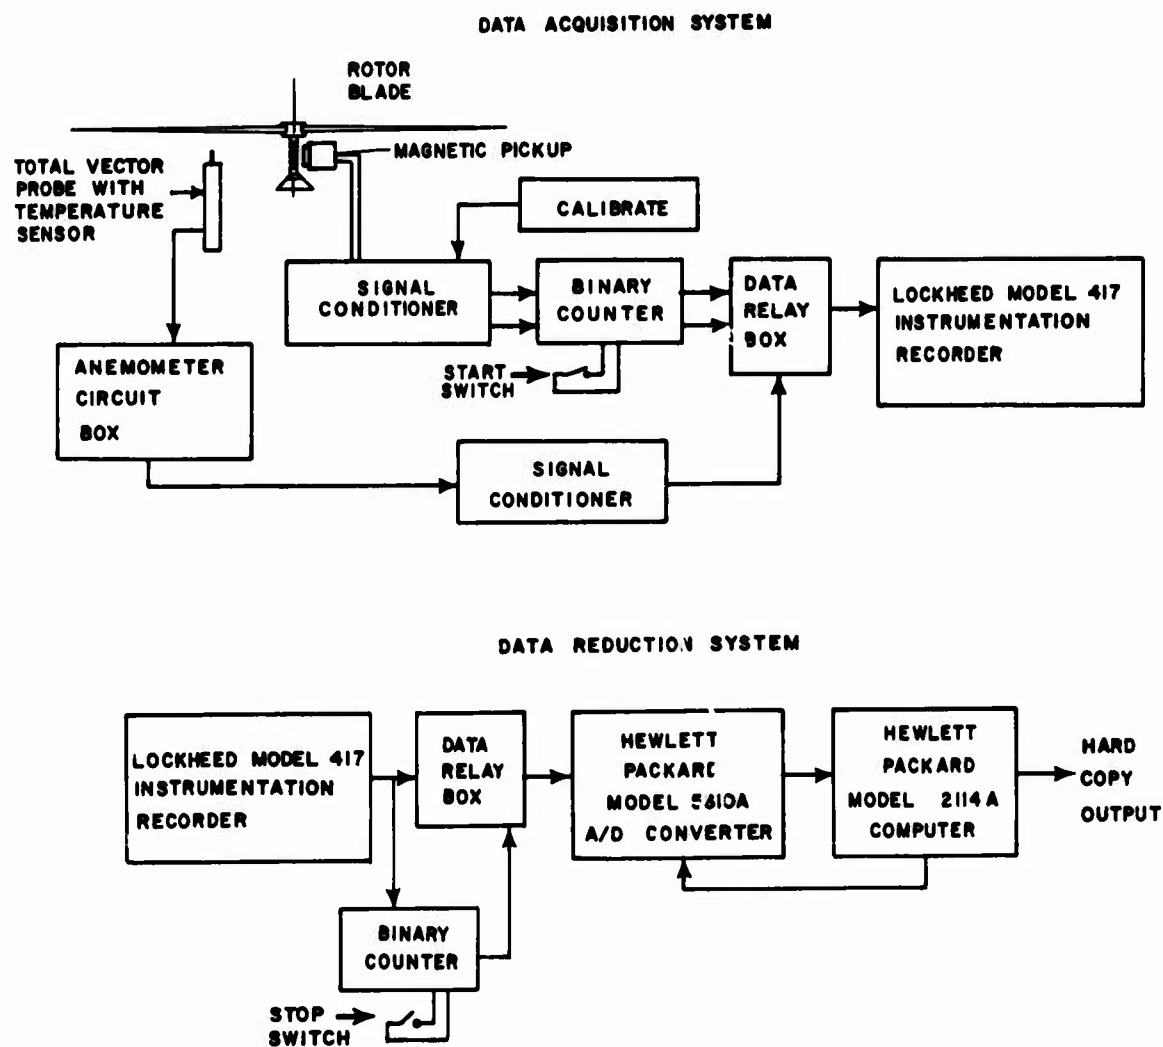 DATA ACQUISITION SYSTEM
ROTOR
BLADE
MAGNETIC PICKUP
TOTAL VECTOR
PROBE WITH
TEMPERATURE
SENSOR
CALIBRATE
SIGNAL
CONDITIONER
BINARY
COUNTER
DATA
RELAY
BOX
LOCKHEED MODEL 417
INSTRUMENTATION
RECORDER
START
SWITCH
ANEMOMETER
CIRCUIT
BOX
SIGNAL
CONDITIONER
DATA REDUCTION SYSTEM
LOCKHEED MODEL 417
INSTRUMENTATION
RECORDER
DATA
RELAY
BOX
HEWLETT
PACKARD
MODEL 5610A
A/D CONVERTER
HEWLETT
PACKARD
MODEL 2114A
COMPUTER
HARD
COPY
OUTPUT
BINARY
COUNTER
STOP
SWITCH